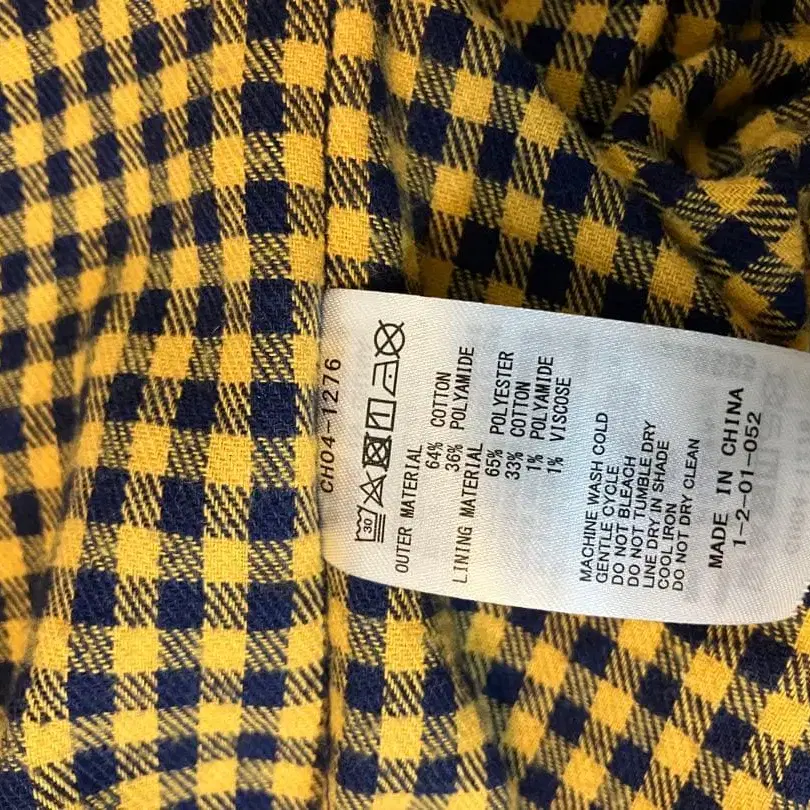 CH04-1276
30
OUTER MATERIAL
64% COTTON
36% POLYAMIDE
LINING MATERIAL
65% POLYESTER
33% COTTON
1% POLYAMIDE
1% VISCOSE
MACHINE WASH COLD
GENTLE CYCLE
DO NOT BLEACH
DO NOT TUMBLE DRY
LINE DRY IN SHADE
COOL IRON
DO NOT DRY CLEAN
MADE IN CHINA
1-2-01-052